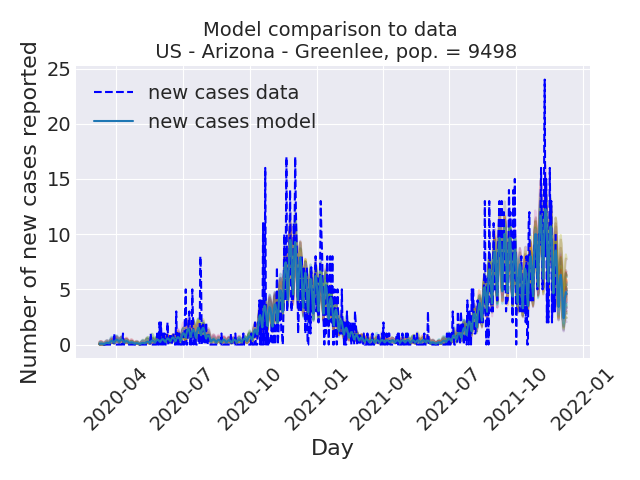 Model comparison to data
US - Arizona - Greenlee, pop. = 9498
Number of new cases reported
25
20
15
10
5
0
new cases data
new cases model
2020-04
2020-07
2020-10
2021-01
2021-04
2021-07
2021-10
2022-01
Day